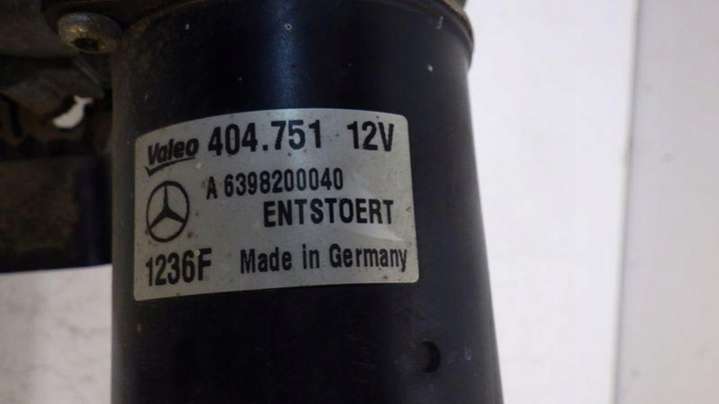 Valeo 404.751 12V
A 6398200040
ENTSTOERT
1236F Made in Germany